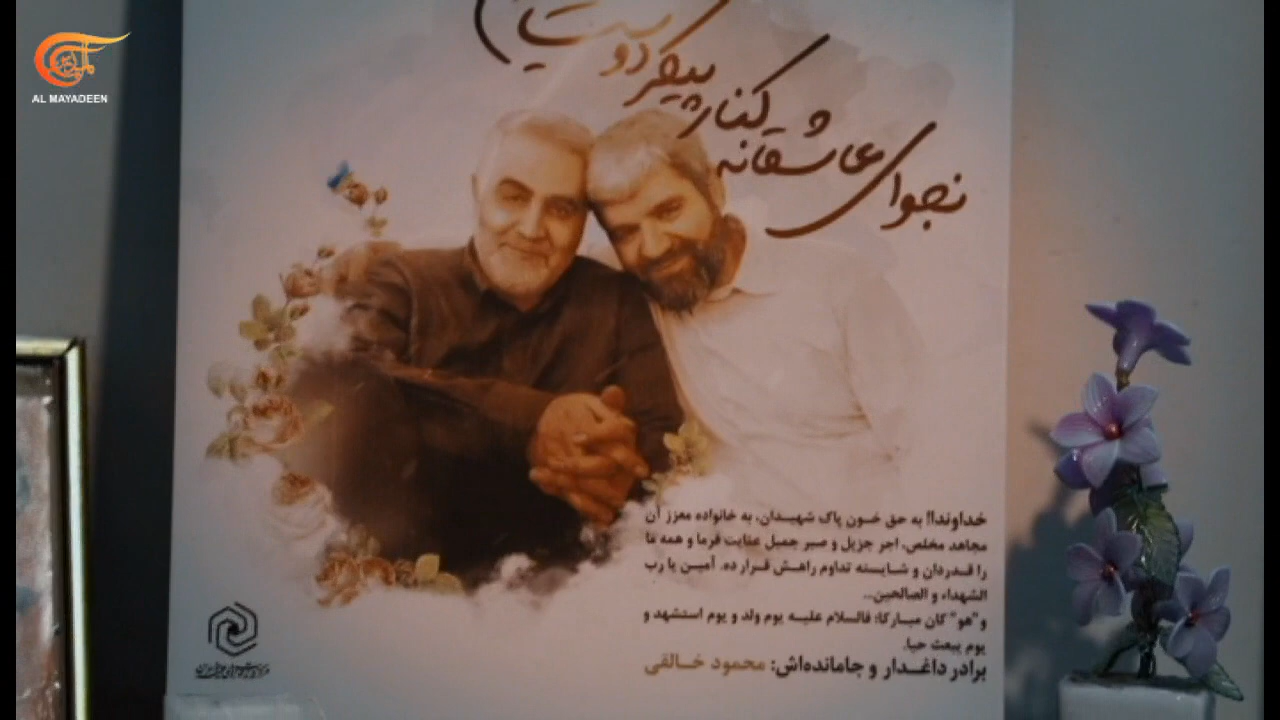 AL MAYADEEN
نجوای عاشقانه کنار پیکر دوست
خداوندا! به حق خون پاک شهیدان، به خانواده معزز آن
مجاهد مخلص، اجر جزیل و صبر جمیل عنایت فرما و همه ما
را قدردان و شایسته تداوم راهش قرار ده. آمین یا رب
الشهداء و الصالحین...
و"هو" کان مبارکا؛ فالسلام علیه یوم ولد و یوم استشهد و
یوم یبعث حیا.
برادر داغدار و جامانده‌اش: محمود خالقی